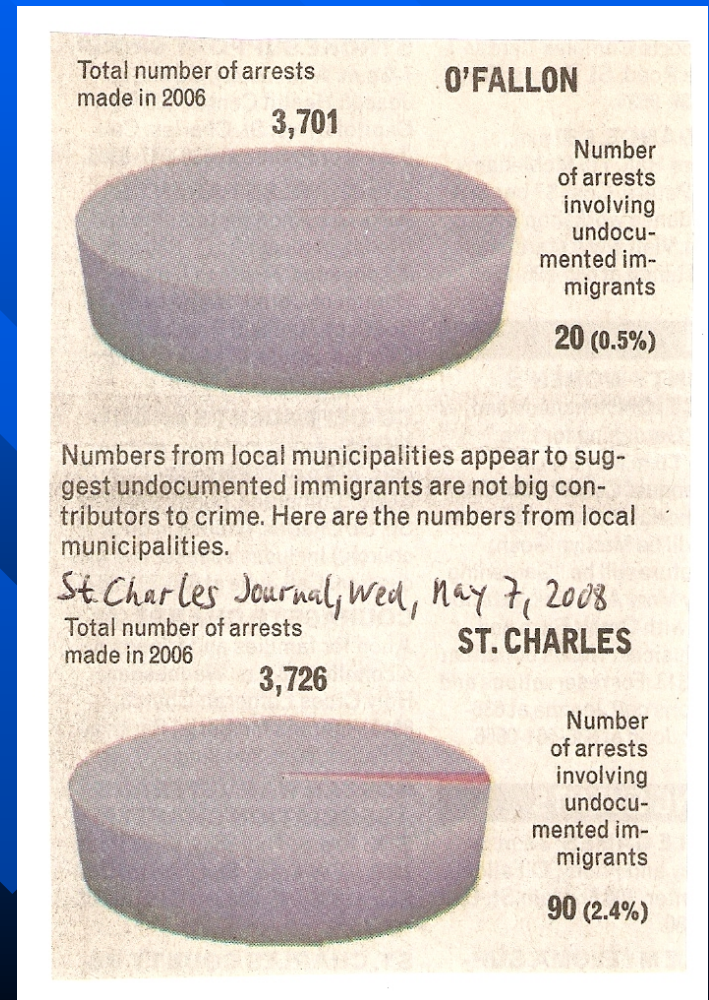 Total number of arrests
made in 2006
O'FALLON
3,701
Number
of arrests
involving
undocu-
mented im-
migrants
20 (0.5%)
Numbers from local municipalities appear to sug-
gest undocumented immigrants are not big con-
tributors to crime. Here are the numbers from local
municipalities.
St. Charles Journal, Wed, May 7, 2008
Total number of arrests
made in 2006
ST. CHARLES
3,726
Number
of arrests
involving
undocu-
mented im-
migrants
90 (2.4%)